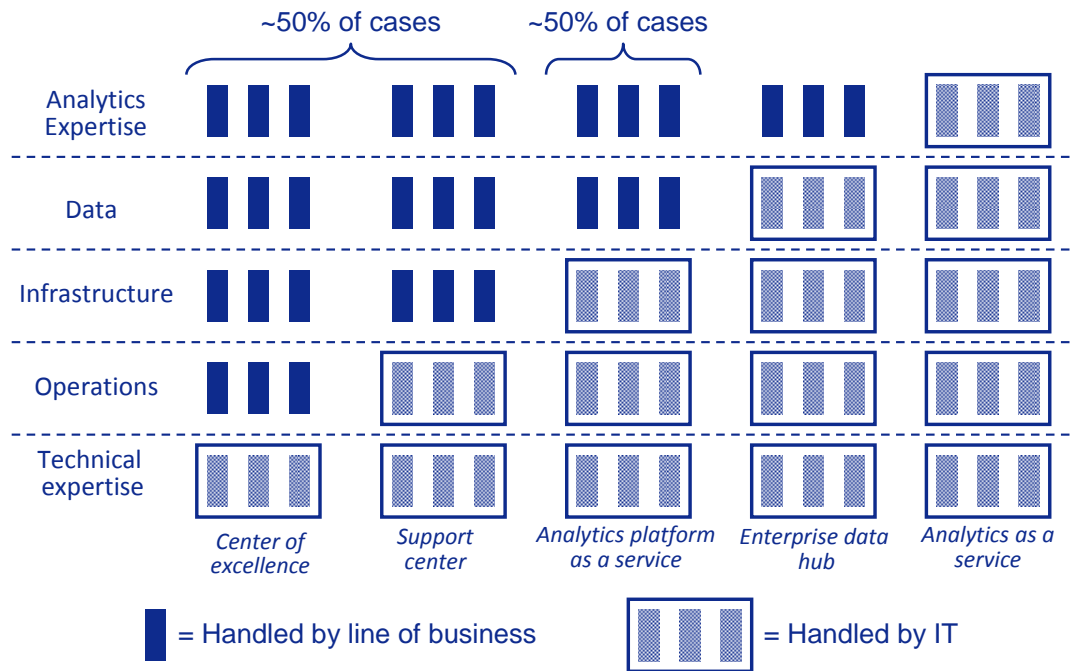 ~50% of cases
~50% of cases
Analytics
Expertise
Data
Infrastructure
Operations
Technical
expertise
Center of
excellence
Support
center
Analytics platform
as a service
Enterprise data
hub
Analytics as a
service
= Handled by line of business
= Handled by IT